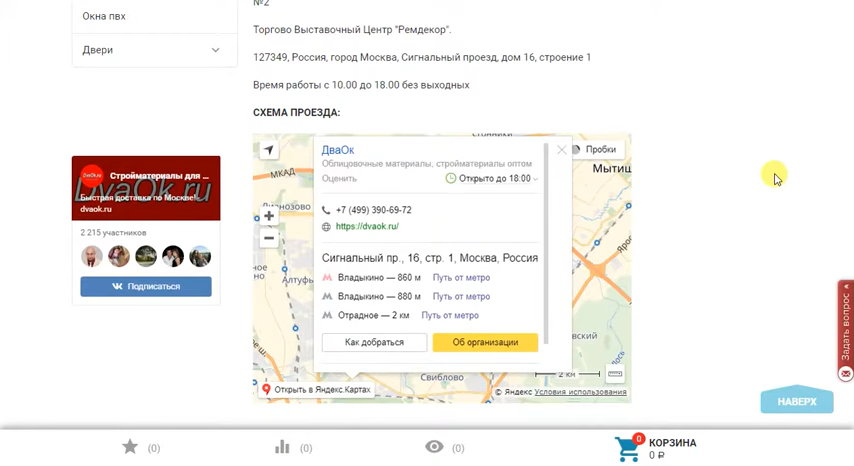 №2
Окна пвх
Торгово Выставочный Центр "Ремдекор".
Двери
127349, Россия, город Москва, Сигнальный проезд, дом 16, строение 1
Время работы с 10.00 до 18.00 без выходных
СХЕМА ПРОЕЗДА:
DvaOk.ru
Стройматериалы для ...
DvaOk.ru
Быстрая доставка по Москве!
dvaok.ru
2 215 участников
Подписаться
МКАД
Пробки
Мытищ
ДваОк
Облицовочные материалы, стройматериалы оптом
Оценить
Открыто до 18:00
+7 (499) 390-69-72
https://dvaok.ru/
Сигнальный пр., 16, стр. 1, Москва, Россия
Владыкино — 860 м Путь от метро
Владыкино — 880 м Путь от метро
Отрадное — 2 км Путь от метро
Как добраться
Об организации
Алтуфь
Свиблово
2 км
Открыть в Яндекс.Картах
© Яндекс Условия использования
Задать вопрос
НАВЕРХ
(0)
(0)
(0)
0
КОРЗИНА
0 ₽